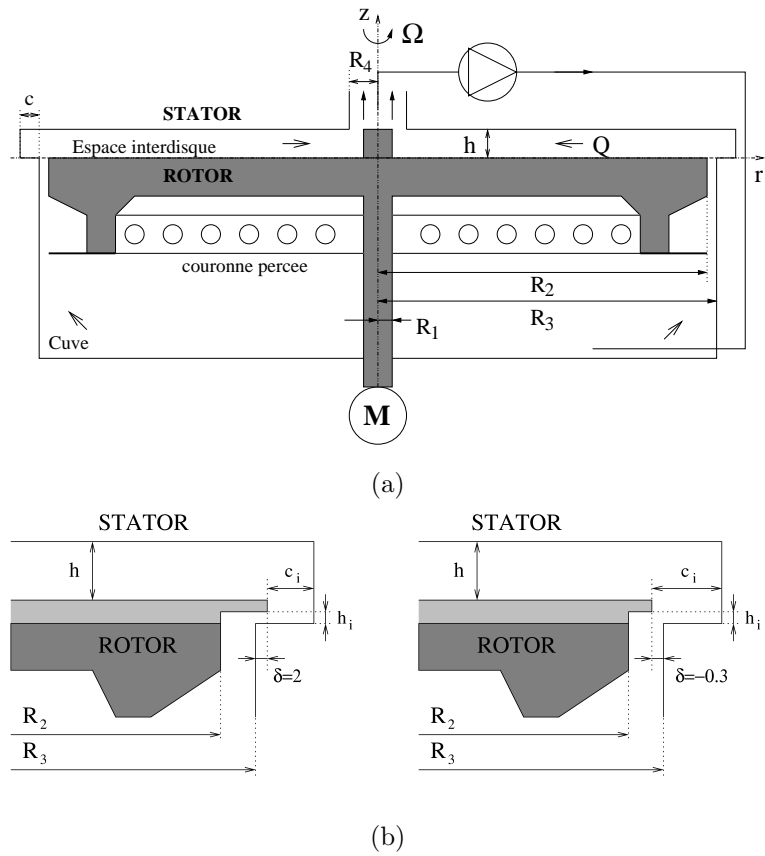 z
Ω
R4
c
STATOR
Espace interdisque
h
Q
ROTOR
r
couronne percee
R2
R3
R1
Cuve
M
(a)
STATOR
h
ci
hi
ROTOR
δ=2
R2
R3
STATOR
h
ci
hi
ROTOR
δ=−0.3
R2
R3
(b)